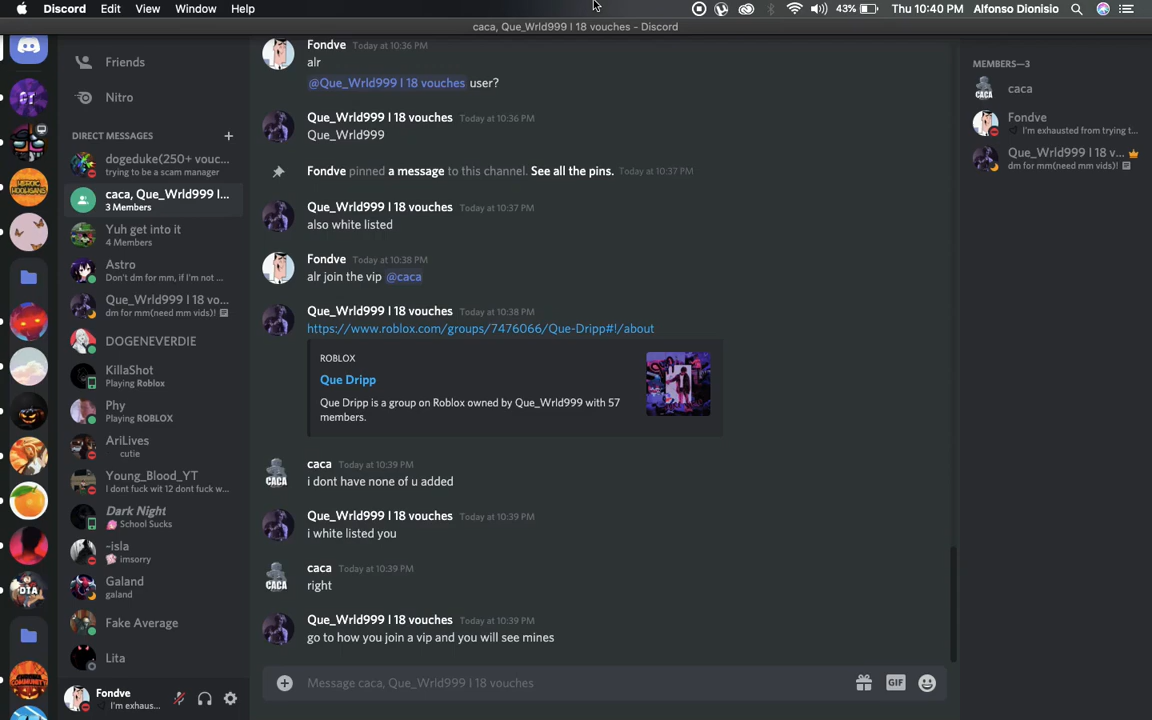 Discord Edit View Window Help
43% Thu 10:40 PM Alfonso Dionisio
caca, Que_Wrld999 l 18 vouches – Discord
Friends
Nitro
DIRECT MESSAGES
dogeduke(250+ vouc...
trying to be a scam manager
caca, Que_Wrld999 l...
3 Members
Yuh get into it
4 Members
Astro
Don't dm for mm, if I'm not ...
Que_Wrld999 l 18 vo...
dm for mm(need mm vids)!
DOGENEVERDIE
KillaShot
Playing Roblox
Phy
Playing ROBLOX
AriLives
cutie
Young_Blood_YT
I dont fuck wit 12 dont fuck w...
Dark Night
School Sucks
-isla
imsorry
Galand
galand
Fake Average
Lita
Fondve
I'm exhaus...
Fondve Today at 10:36 PM
alr
@Que_Wrld999 l 18 vouches user?
Que_Wrld999 l 18 vouches Today at 10:36 PM
Que_Wrld999
Fondve pinned a message to this channel. See all the pins. Today at 10:37 PM
Que_Wrld999 l 18 vouches Today at 10:37 PM
also white listed
Fondve Today at 10:38 PM
alr join the vip @caca
Que_Wrld999 l 18 vouches Today at 10:38 PM
https://www.roblox.com/groups/7476066/Que-Dripp#!/about
ROBLOX
Que Dripp
Que Dripp is a group on Roblox owned by Que_Wrld999 with 57
members.
caca Today at 10:39 PM
i dont have none of u added
Que_Wrld999 l 18 vouches Today at 10:39 PM
i white listed you
caca Today at 10:39 PM
right
Que_Wrld999 l 18 vouches Today at 10:39 PM
go to how you join a vip and you will see mines
Message caca, Que_Wrld999 l 18 vouches
GIF
MEMBERS—3
caca
Fondve
I'm exhausted from trying t...
Que_Wrld999 l 18 v...
dm for mm(need mm vids)!